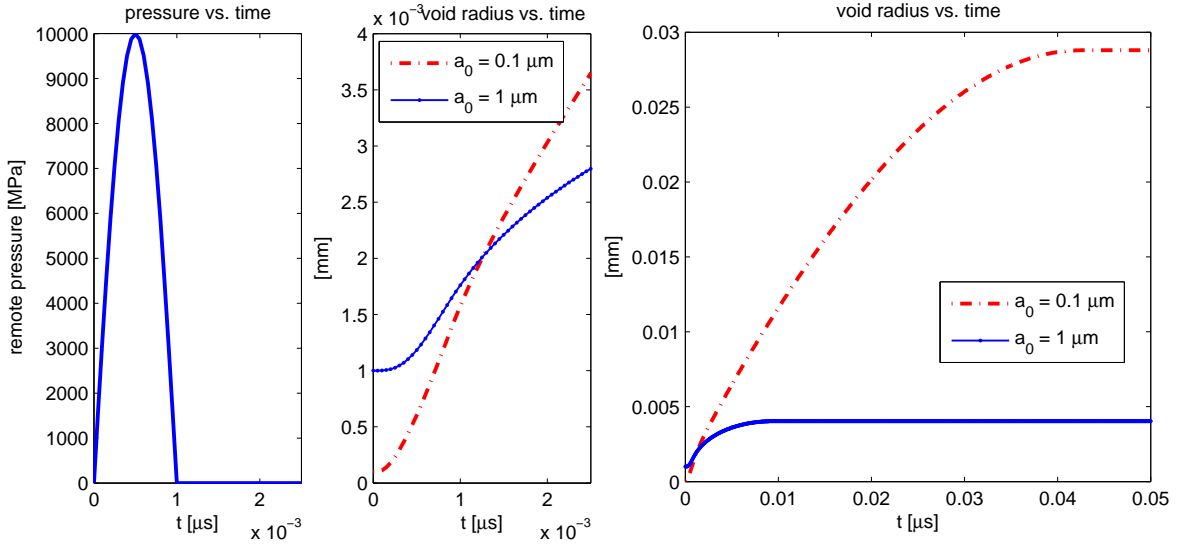 pressure vs. time
remote pressure [MPa]
10000
9000
8000
7000
6000
5000
4000
3000
2000
1000
0
0 1 2
t [μs]
x 10⁻³
x 10⁻³
void radius vs. time
[mm]
4
3.5
3
2.5
2
1.5
1
0.5
0
a₀ = 0.1 μm
a₀ = 1 μm
0 1 2
t [μs]
x 10⁻³
void radius vs. time
[mm]
0.03
0.025
0.02
0.015
0.01
0.005
0
a₀ = 0.1 μm
a₀ = 1 μm
0 0.01 0.02 0.03 0.04 0.05
t [μs]